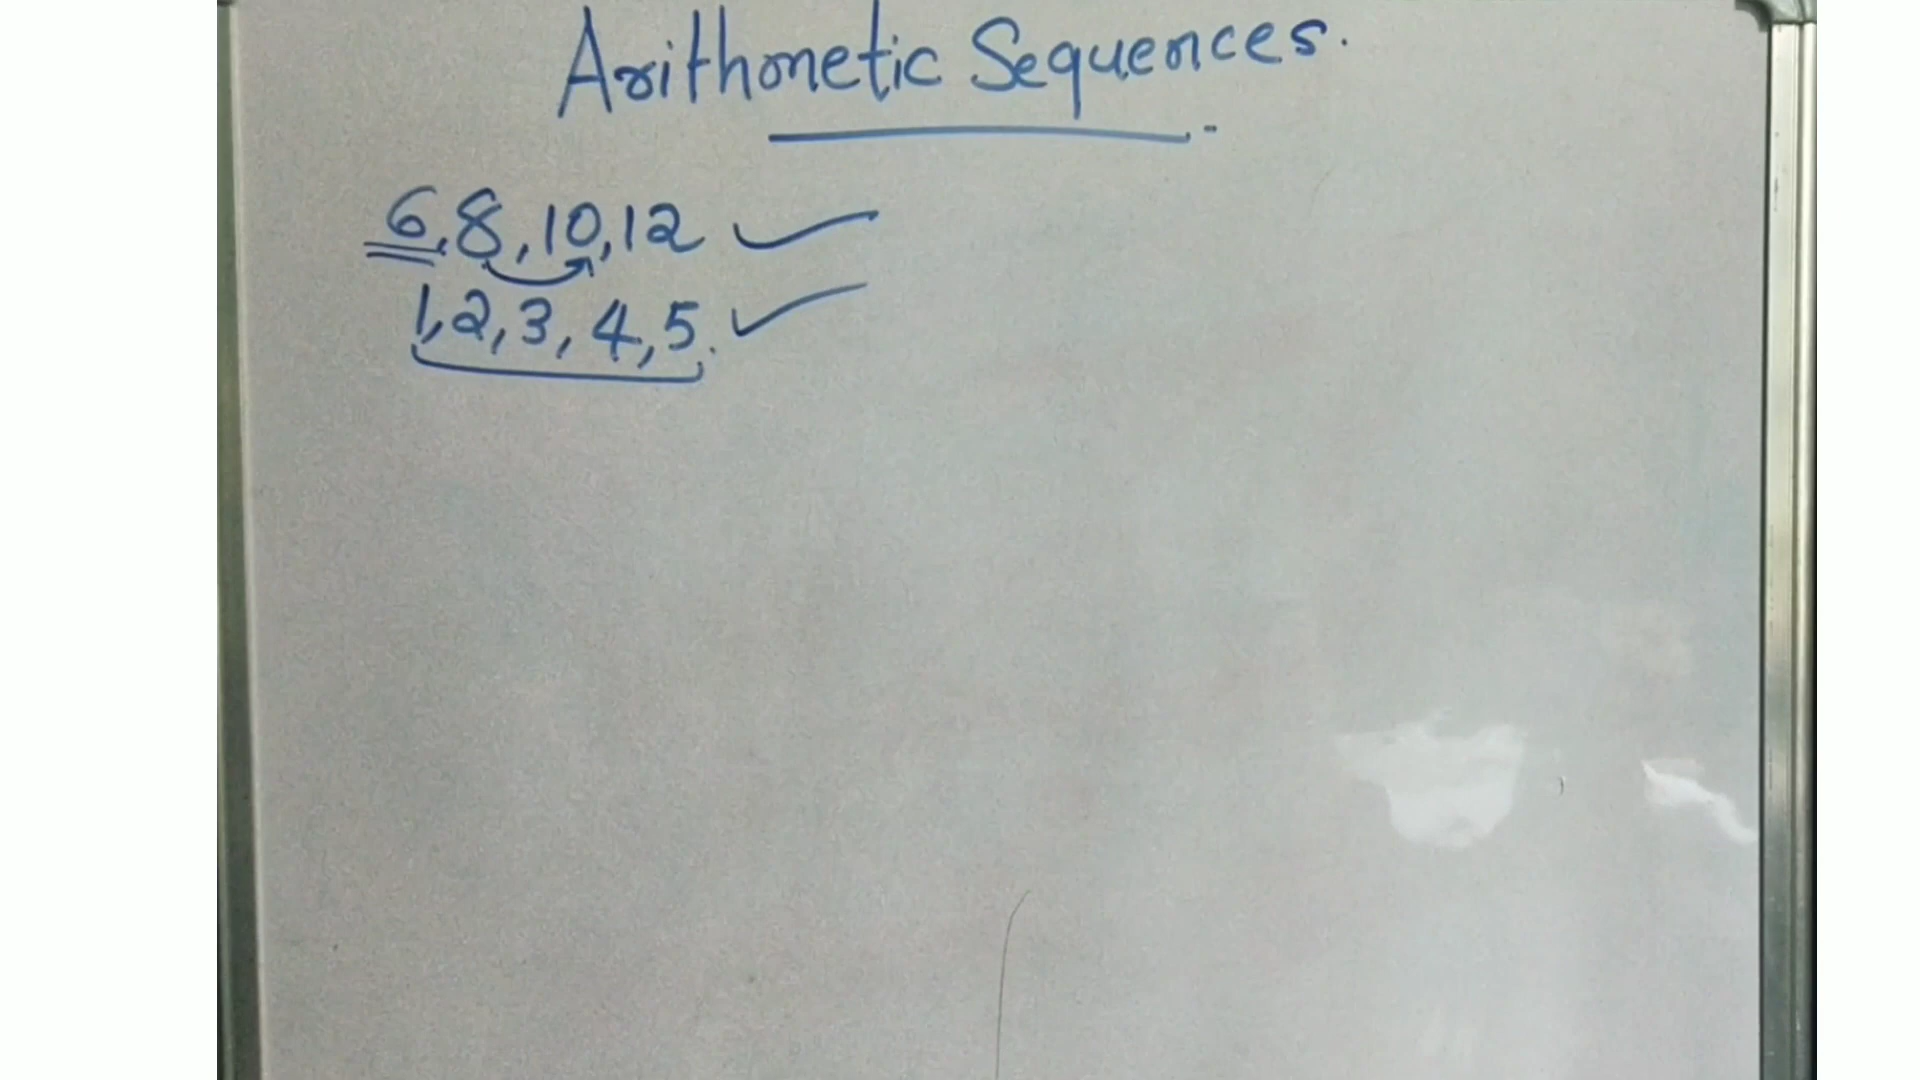 Arithmetic Sequences.
6, 8, 10, 12
1, 2, 3, 4, 5.